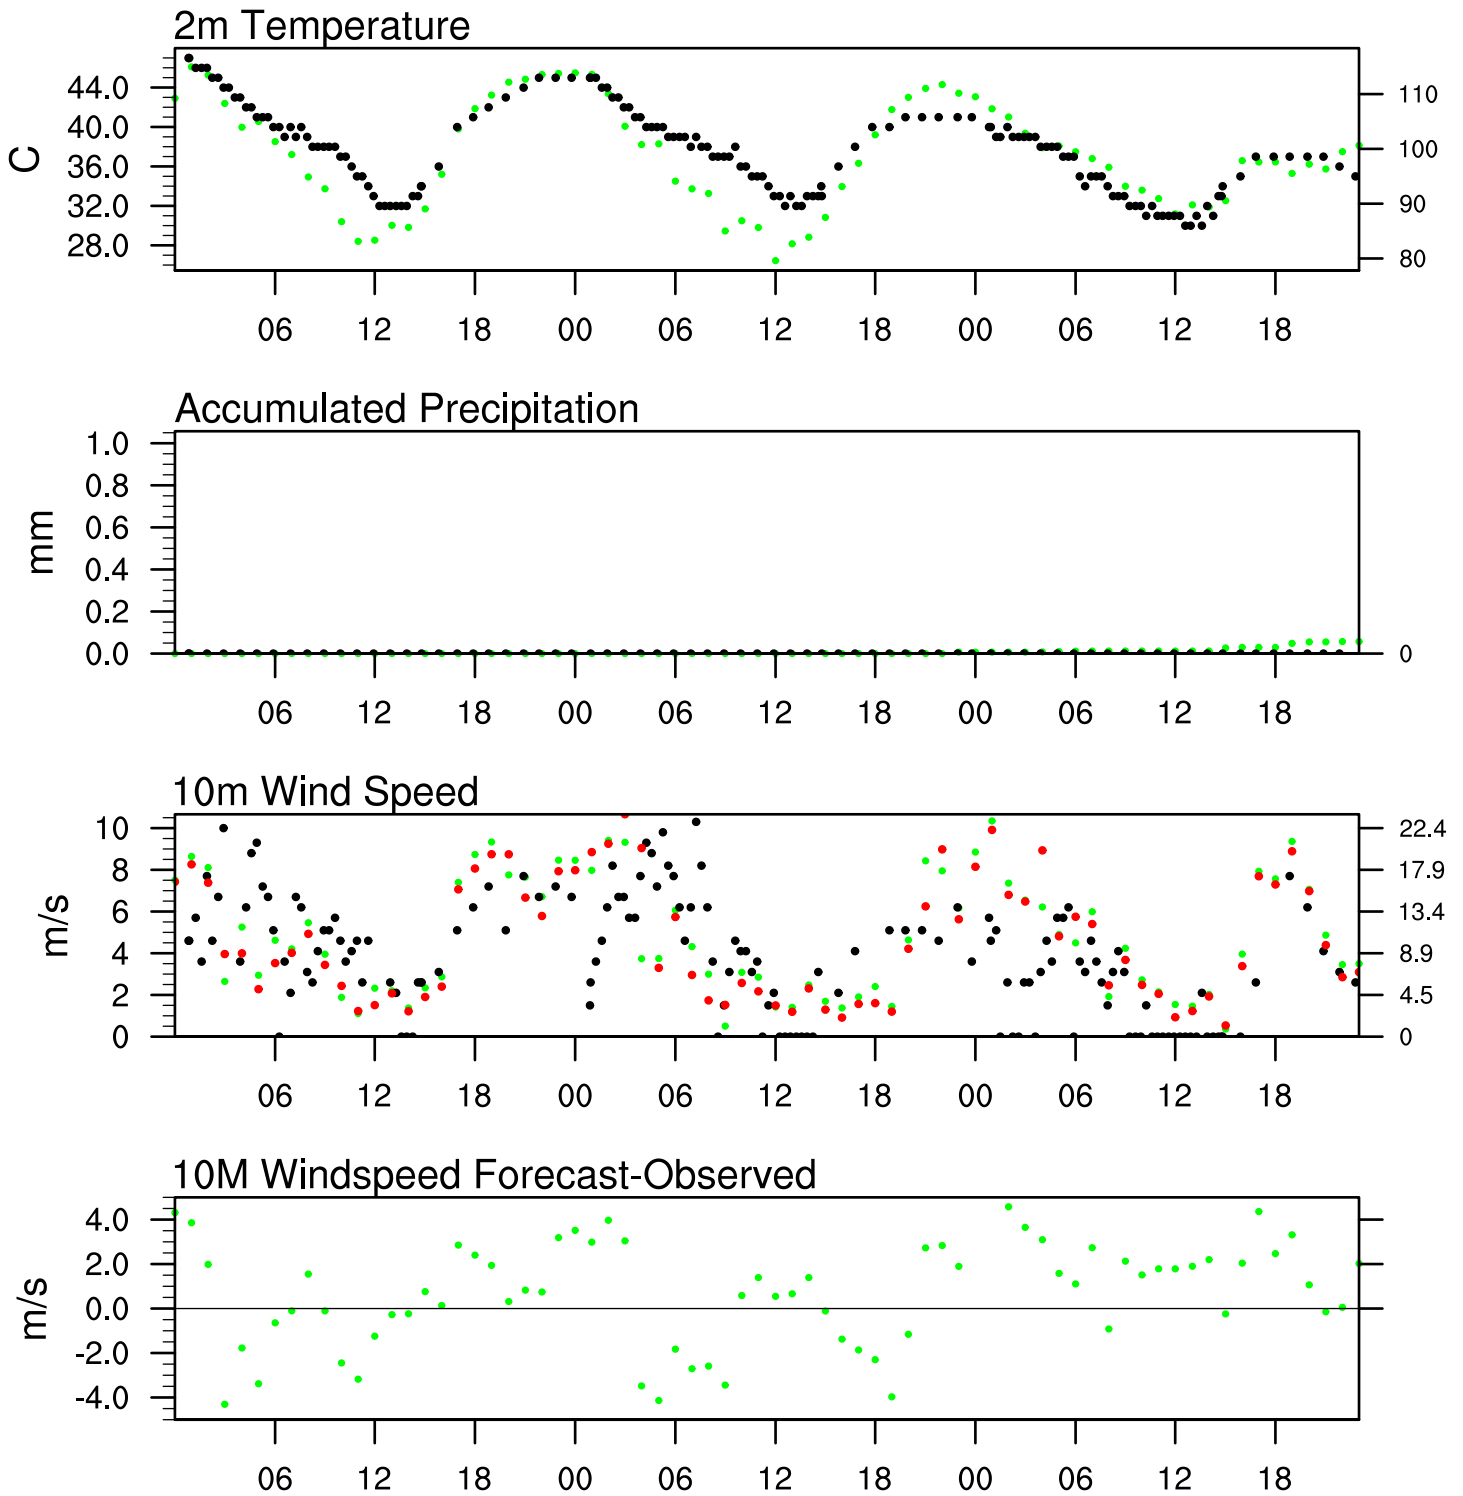 2m Temperature
44.0
40.0
36.0
32.0
28.0
C
110
100
90
80
06 12 18 00 06 12 18 00 06 12 18
Accumulated Precipitation
1.0
0.8
0.6
0.4
0.2
0.0
mm
0
06 12 18 00 06 12 18 00 06 12 18
10m Wind Speed
10
8
6
4
2
0
m/s
22.4
17.9
13.4
8.9
4.5
0
06 12 18 00 06 12 18 00 06 12 18
10M Windspeed Forecast-Observed
4.0
2.0
0.0
-2.0
-4.0
m/s
06 12 18 00 06 12 18 00 06 12 18